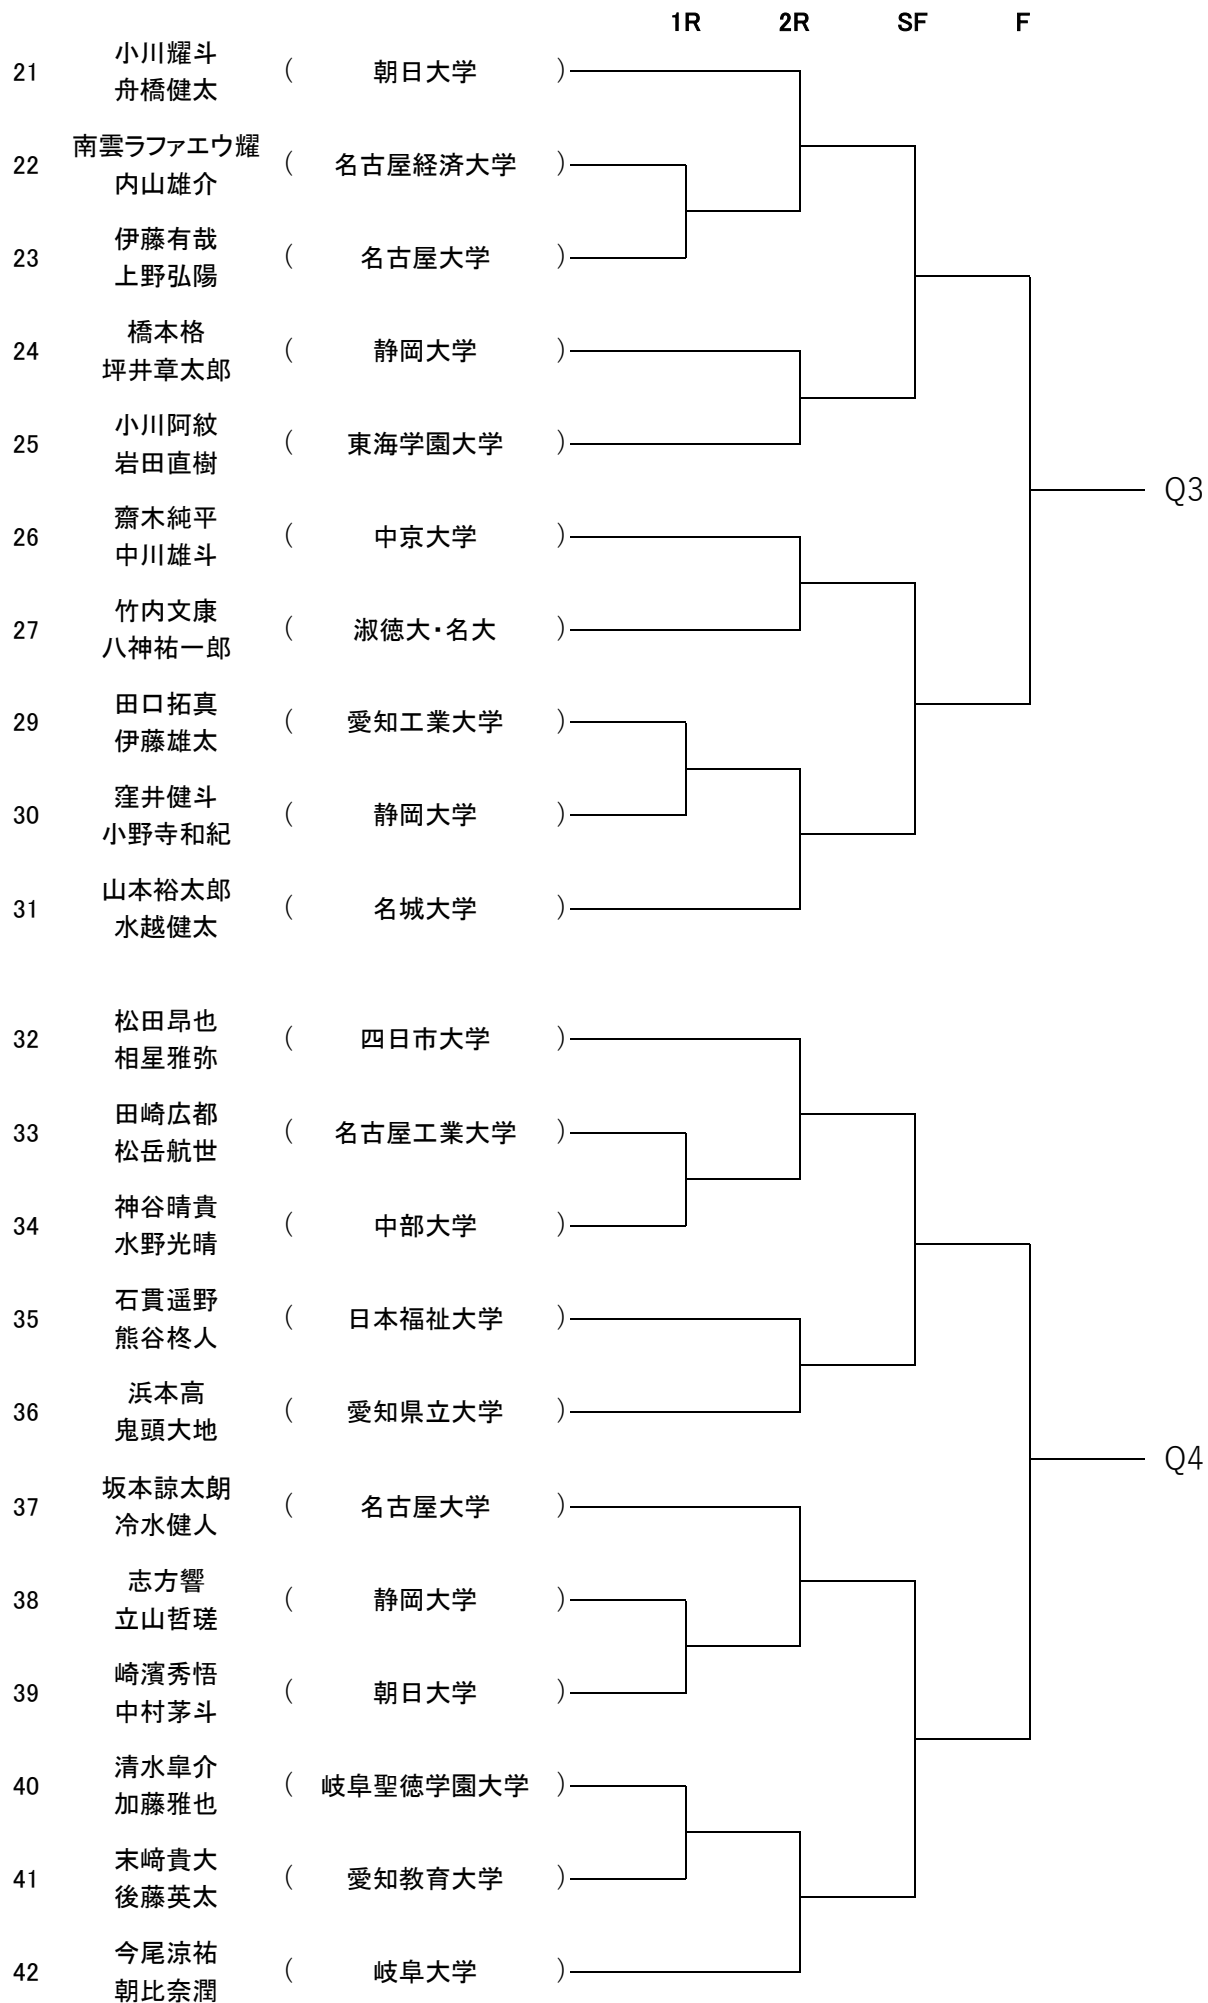 1R 2R SF F
小川耀斗
21 ( 朝日大学 )
舟橋健太
南雲ラファエウ耀
22 ( 名古屋経済大学 )
内山雄介
伊藤有哉
23 ( 名古屋大学 )
上野弘陽
橋本格
24 ( 静岡大学 )
坪井章太郎
小川阿紋
25 ( 東海学園大学 )
岩田直樹
Q3
齋木純平
26 ( 中京大学 )
中川雄斗
竹内文康
27 ( 淑徳大・名大 )
八神祐一郎
田口拓真
29 ( 愛知工業大学 )
伊藤雄太
窪井健斗
30 ( 静岡大学 )
小野寺和紀
山本裕太郎
31 ( 名城大学 )
水越健太
松田昂也
32 ( 四日市大学 )
相星雅弥
田崎広都
33 ( 名古屋工業大学 )
松岳航世
神谷晴貴
34 ( 中部大学 )
水野光晴
石貫遥野
35 ( 日本福祉大学 )
熊谷柊人
浜本高
36 ( 愛知県立大学 )
鬼頭大地
Q4
坂本諒太朗
37 ( 名古屋大学 )
冷水健人
志方響
38 ( 静岡大学 )
立山哲瑳
崎濱秀悟
39 ( 朝日大学 )
中村茅斗
清水皐介
40 ( 岐阜聖徳学園大学 )
加藤雅也
末﨑貴大
41 ( 愛知教育大学 )
後藤英太
今尾涼祐
42 ( 岐阜大学 )
朝比奈潤